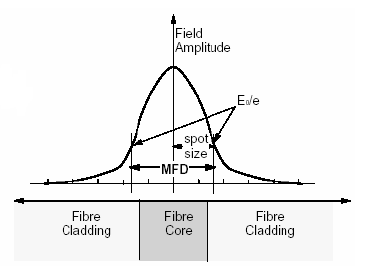 Field
Amplitude
E₀/e
spot
size
MFD
Fibre
Cladding
Fibre
Core
Fibre
Cladding